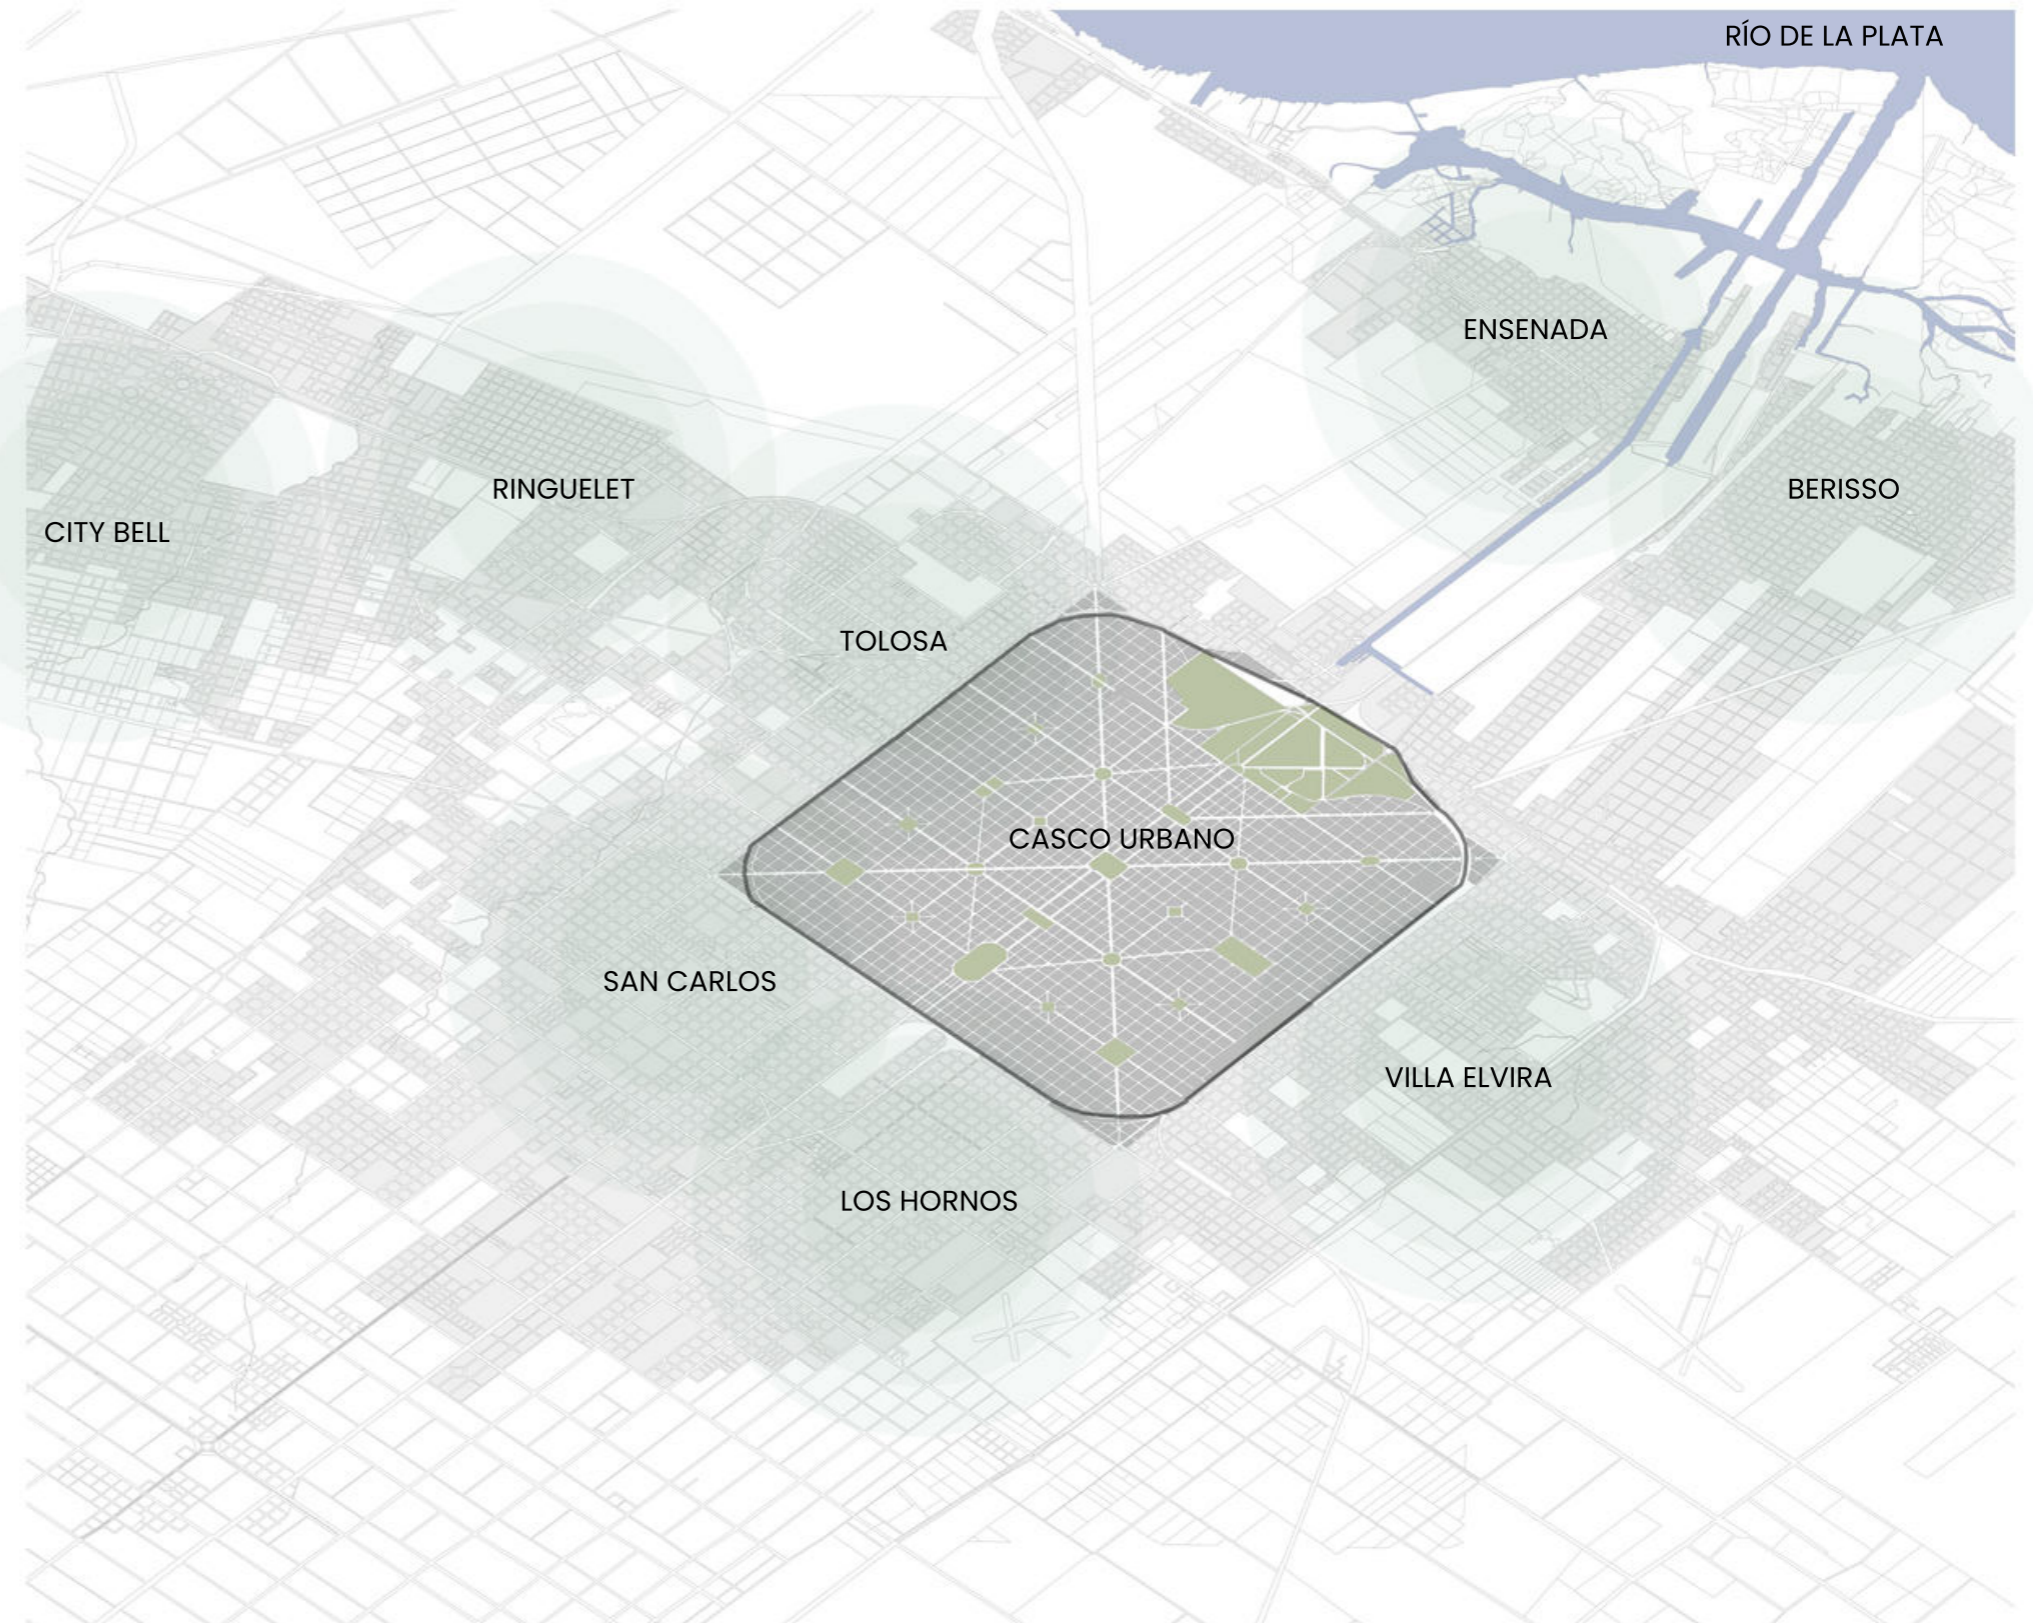 RÍO DE LA PLATA
ENSENADA
RINGUELET
BERISSO
CITY BELL
TOLOSA
CASCO URBANO
SAN CARLOS
VILLA ELVIRA
LOS HORNOS